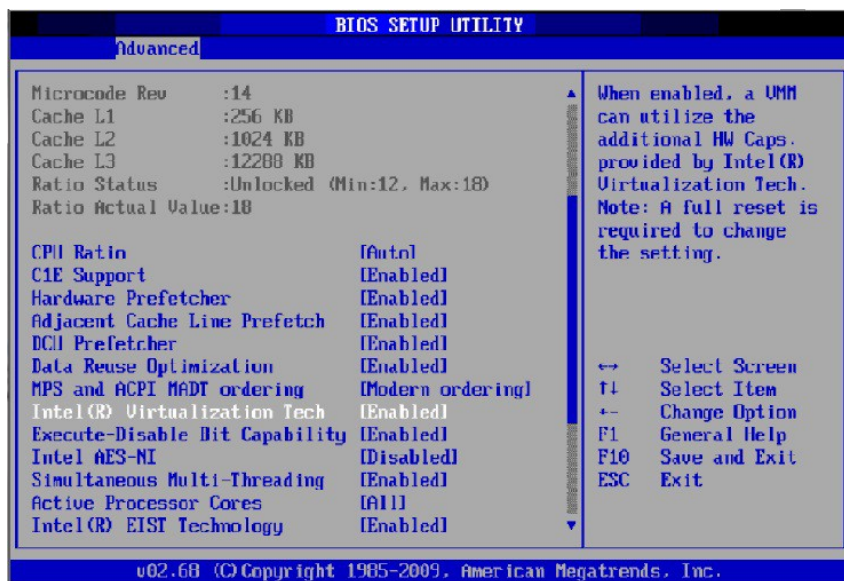 BIOS SETUP UTILITY
Advanced
Microcode Rev :14
Cache L1 :256 KB
Cache L2 :1024 KB
Cache L3 :12288 KB
Ratio Status :Unlocked (Min:12, Max:18)
Ratio Actual Value:18
CPU Ratio [Auto]
C1E Support [Enabled]
Hardware Prefetcher [Enabled]
Adjacent Cache Line Prefetch [Enabled]
DCU Prefetcher [Enabled]
Data Reuse Optimization [Enabled]
MPS and ACPI MADT ordering [Modern ordering]
Intel(R) Virtualization Tech [Enabled]
Execute-Disable Bit Capability [Enabled]
Intel AES-NI [Disabled]
Simultaneous Multi-Threading [Enabled]
Active Processor Cores [All]
Intel(R) EIST Technology [Enabled]
When enabled, a VMM
can utilize the
additional HW Caps.
provided by Intel(R)
Virtualization Tech.
Note: A full reset is
required to change
the setting.
↔ Select Screen
↑↓ Select Item
+- Change Option
F1 General Help
F10 Save and Exit
ESC Exit
v02.68 (C)Copyright 1985-2009, American Megatrends, Inc.